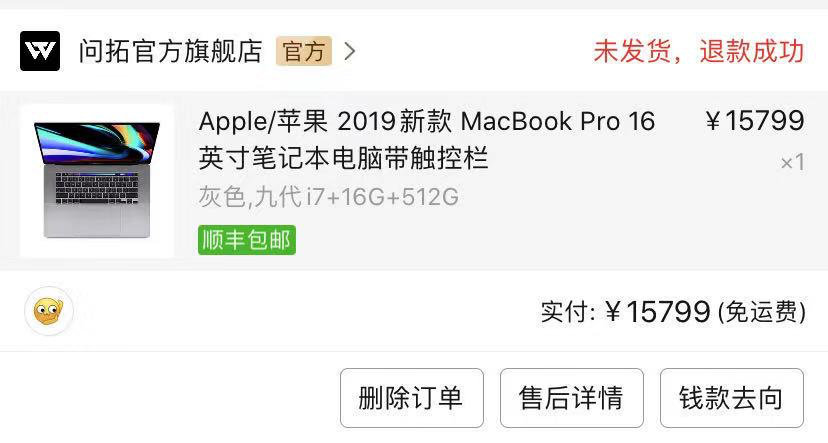 问拓官方旗舰店 官方 >
未发货，退款成功
Apple/苹果 2019新款 MacBook Pro 16
英寸笔记本电脑带触控栏
¥15799
×1
灰色,九代i7+16G+512G
顺丰包邮
实付: ¥15799 (免运费)
删除订单 售后详情 钱款去向